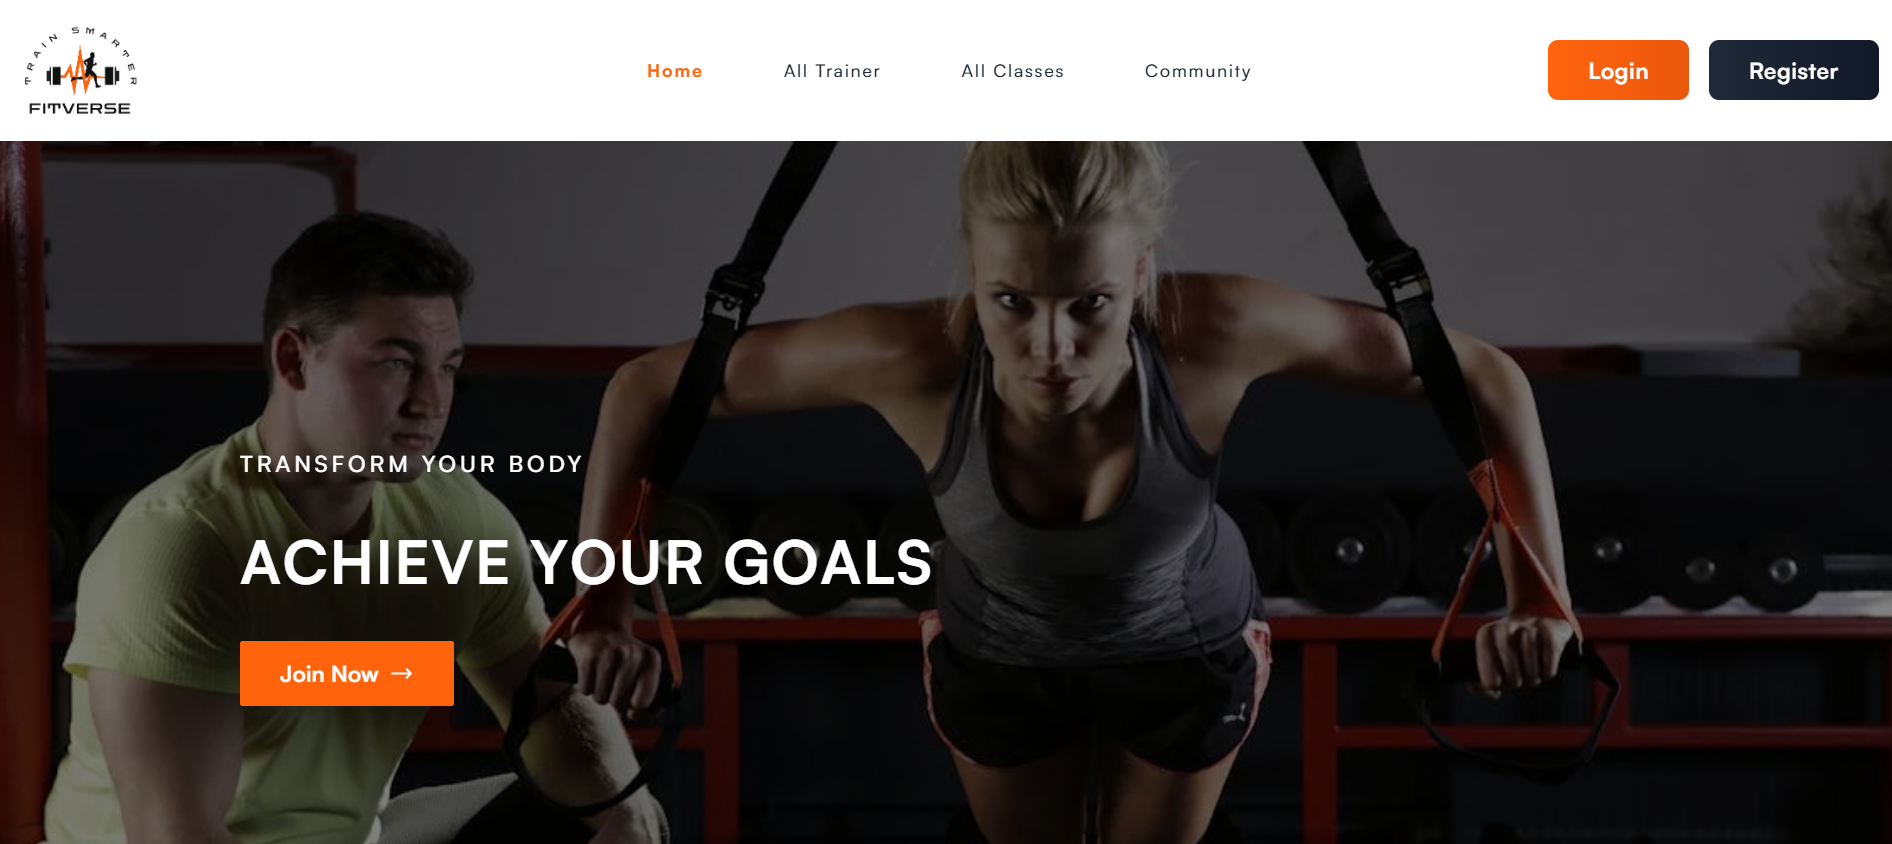 TRAIN SMARTER
FITVERSE
Home
All Trainer
All Classes
Community
Login
Register
TRANSFORM YOUR BODY
ACHIEVE YOUR GOALS
Join Now →